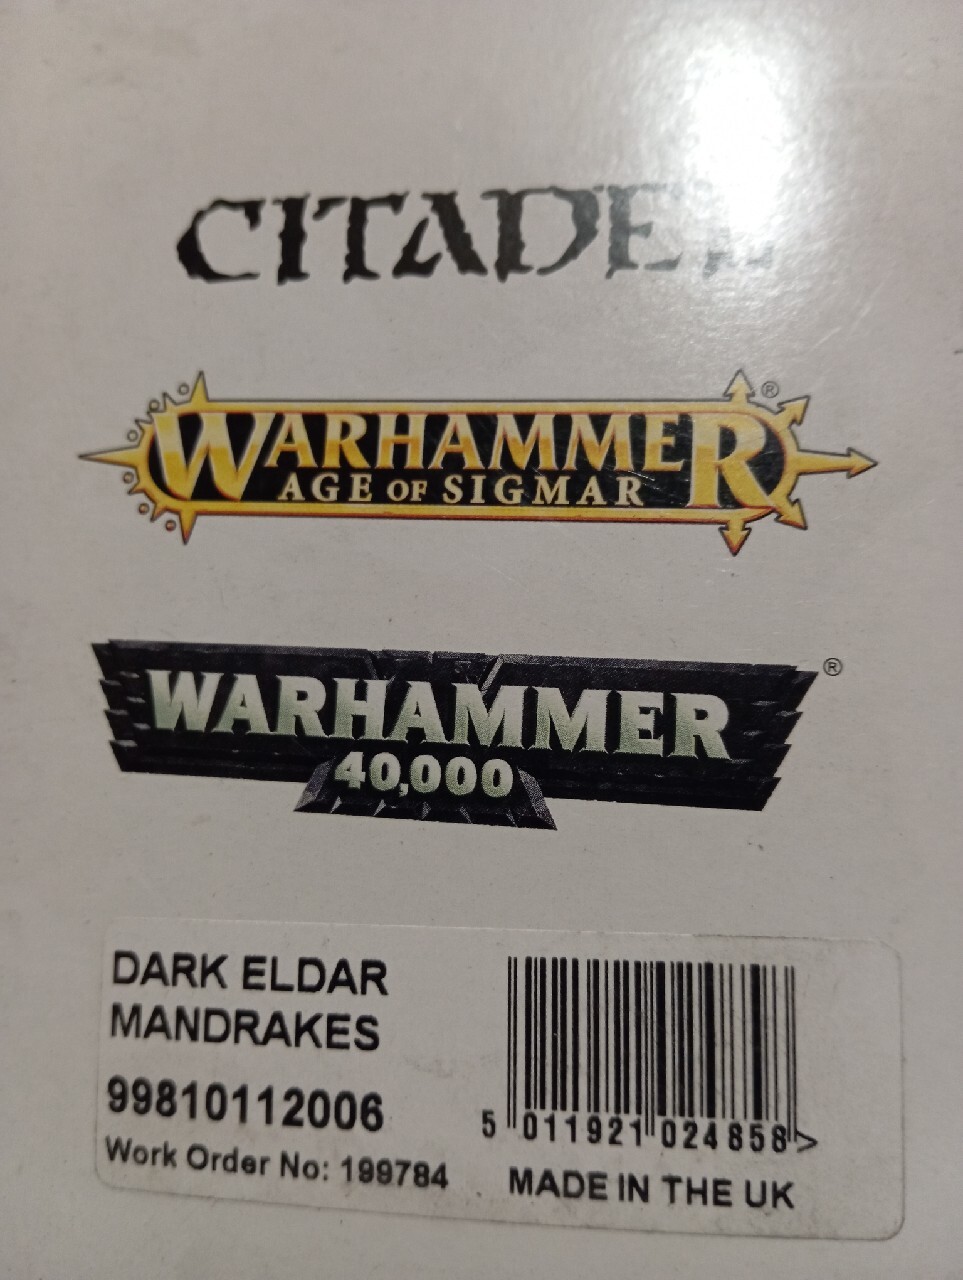 CITADEL
WARHAMMER®
AGE OF SIGMAR
WARHAMMER®
40,000
DARK ELDAR
MANDRAKES
99810112006
Work Order No: 199784
5 011921 024858 >
MADE IN THE UK